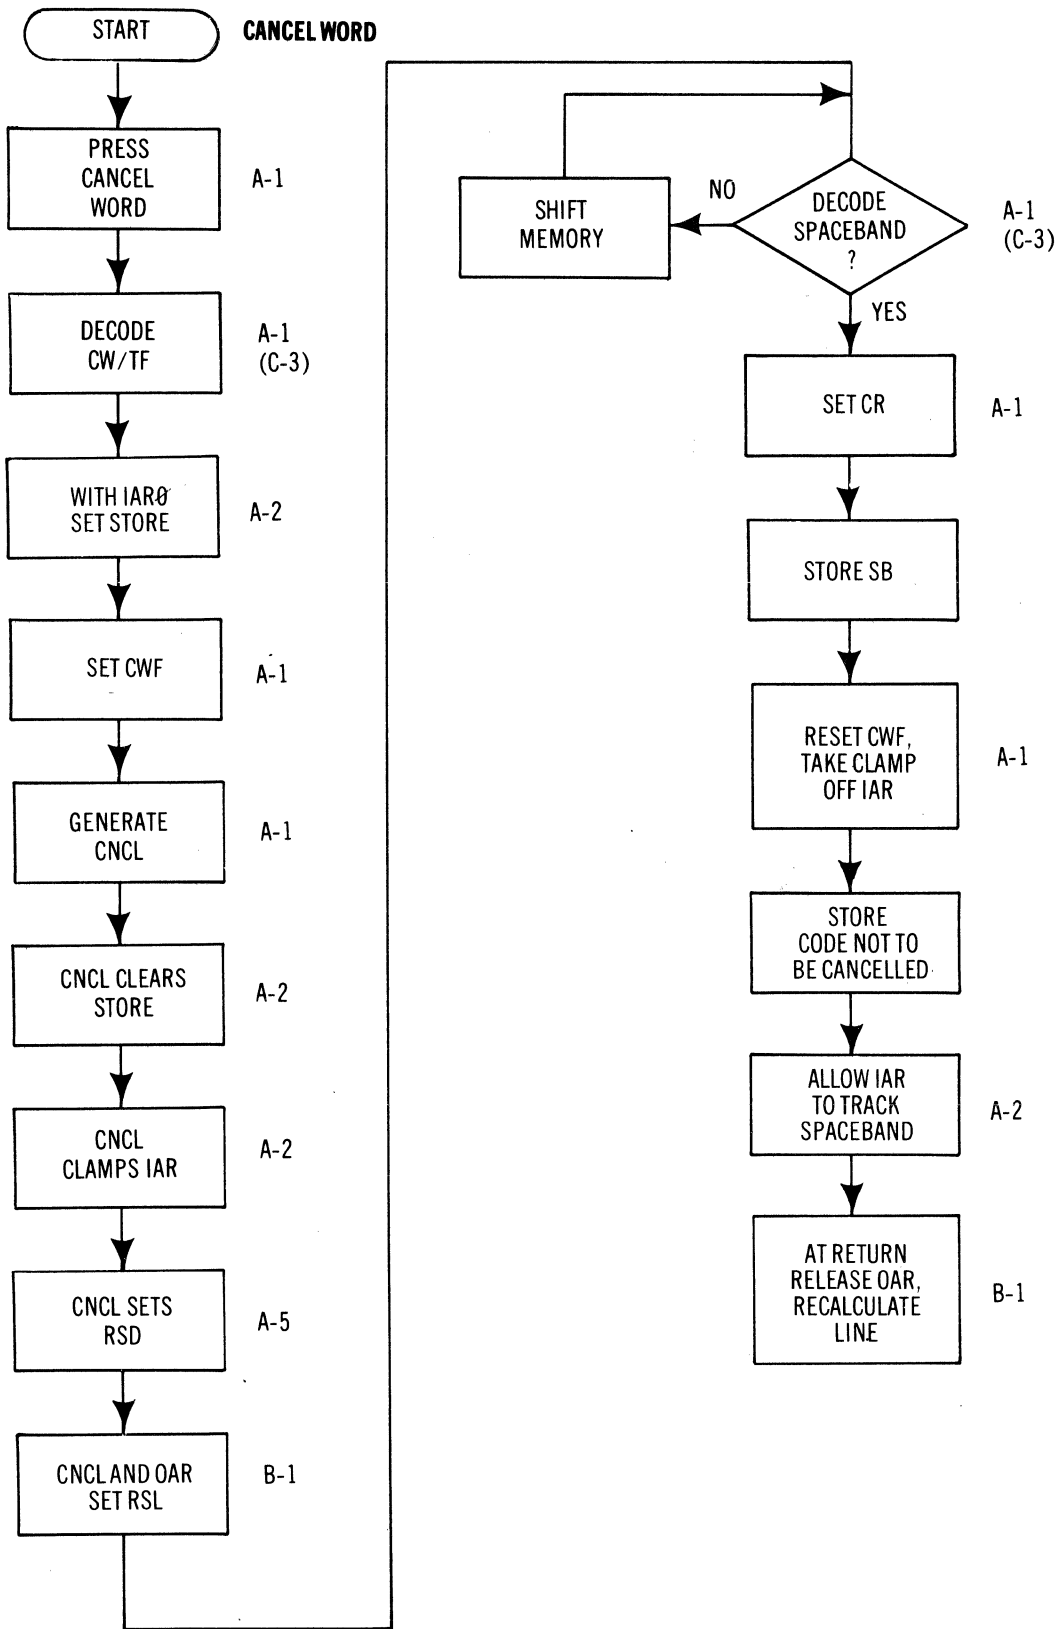 START
CANCEL WORD
PRESS
CANCEL
WORD
A-1
DECODE
CW/TF
A-1
(C-3)
WITH IAR0
SET STORE
A-2
SET CWF
A-1
GENERATE
CNCL
A-1
CNCL CLEARS
STORE
A-2
CNCL
CLAMPS IAR
A-2
CNCL SETS
RSD
A-5
CNCL AND OAR
SET RSL
B-1
DECODE
SPACEBAND
?
A-1
(C-3)
NO
SHIFT
MEMORY
YES
SET CR
A-1
STORE SB
RESET CWF,
TAKE CLAMP
OFF IAR
A-1
STORE
CODE NOT TO
BE CANCELLED
ALLOW IAR
TO TRACK
SPACEBAND
A-2
AT RETURN
RELEASE OAR,
RECALCULATE
LINE
B-1